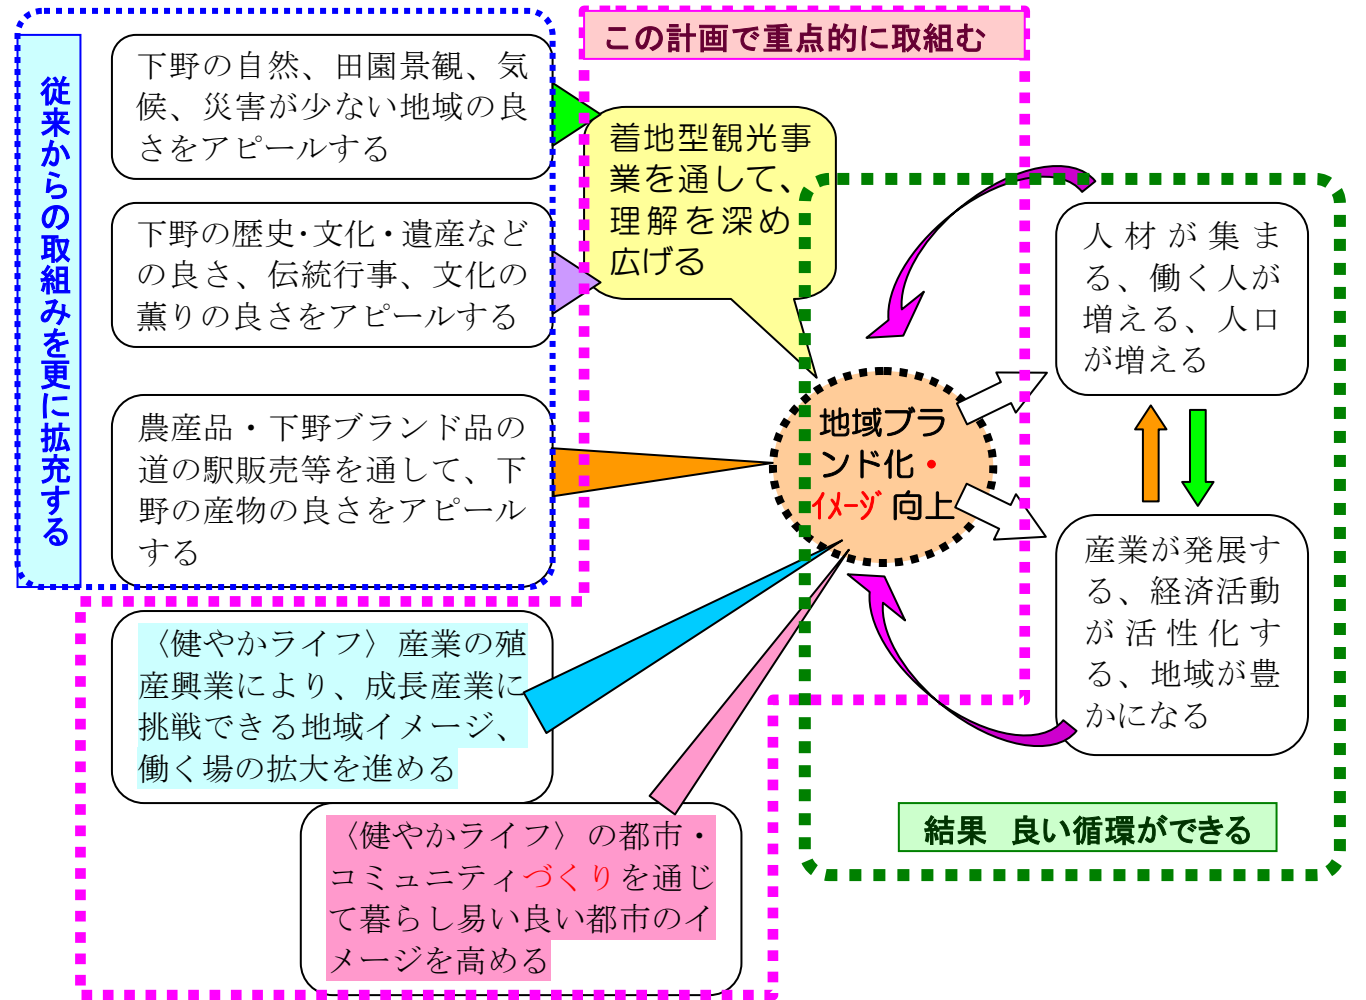 この計画で重点的に取組む
従来からの取組みを更に拡充する
下野の自然、田園景観、気
候、災害が少ない地域の良
さをアピールする
下野の歴史・文化・遺産など
の良さ、伝統行事、文化の
薫りの良さをアピールする
農産品・下野ブランド品の
道の駅販売等を通して、下
野の産物の良さをアピール
する
着地型観光事
業を通して、
理解を深め
広げる
地域ブラ
ンド化・
イメージ向上
人材が集ま
る、働く人が
増える、人口
が増える
産業が発展す
る、経済活動
が活性化す
る、地域が豊
かになる
〈健やかライフ〉産業の殖
産興業により、成長産業に
挑戦できる地域イメージ、
働く場の拡大を進める
〈健やかライフ〉の都市・
コミュニティづくりを通じ
て暮らし易い良い都市のイ
メージを高める
結果　良い循環ができる